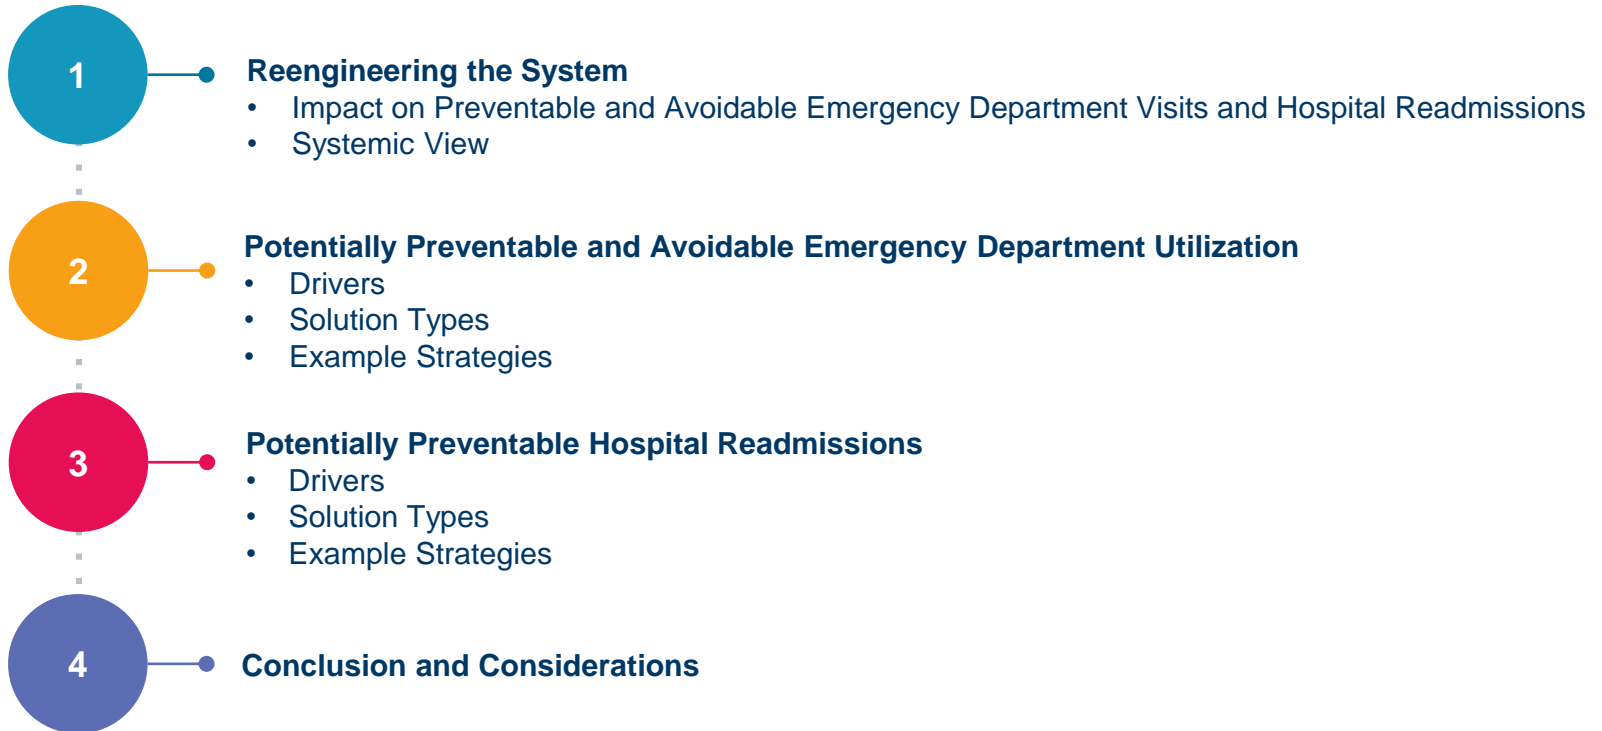 1
Reengineering the System
• Impact on Preventable and Avoidable Emergency Department Visits and Hospital Readmissions
• Systemic View
2
Potentially Preventable and Avoidable Emergency Department Utilization
• Drivers
• Solution Types
• Example Strategies
3
Potentially Preventable Hospital Readmissions
• Drivers
• Solution Types
• Example Strategies
4
Conclusion and Considerations